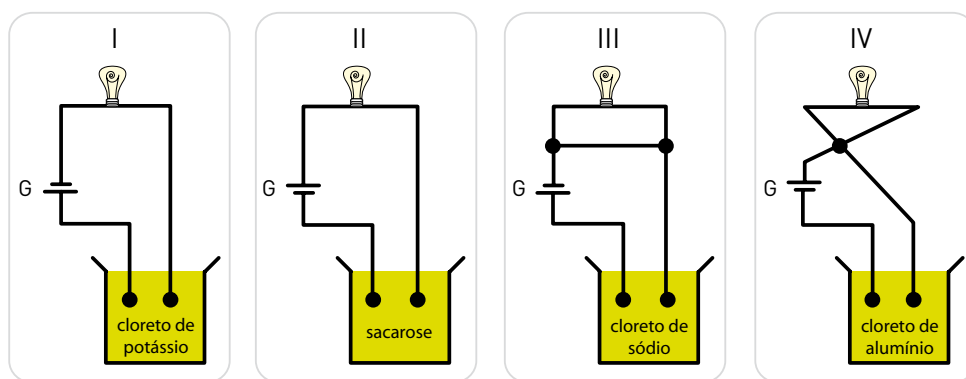 I
G
cloreto de
potássio
II
G
sacarose
III
G
cloreto de
sódio
IV
G
cloreto de
alumínio